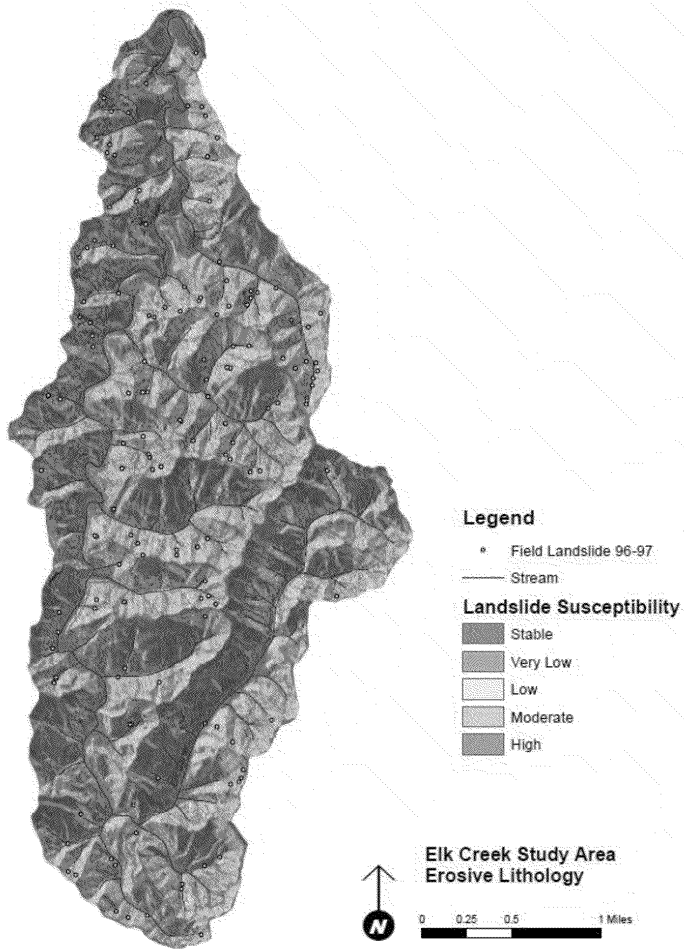 Legend
Field Landslide 96-97
Stream
Landslide Susceptibility
Stable
Very Low
Low
Moderate
High
Elk Creek Study Area
Erosive Lithology
N
0 0.25 0.5 1 Miles